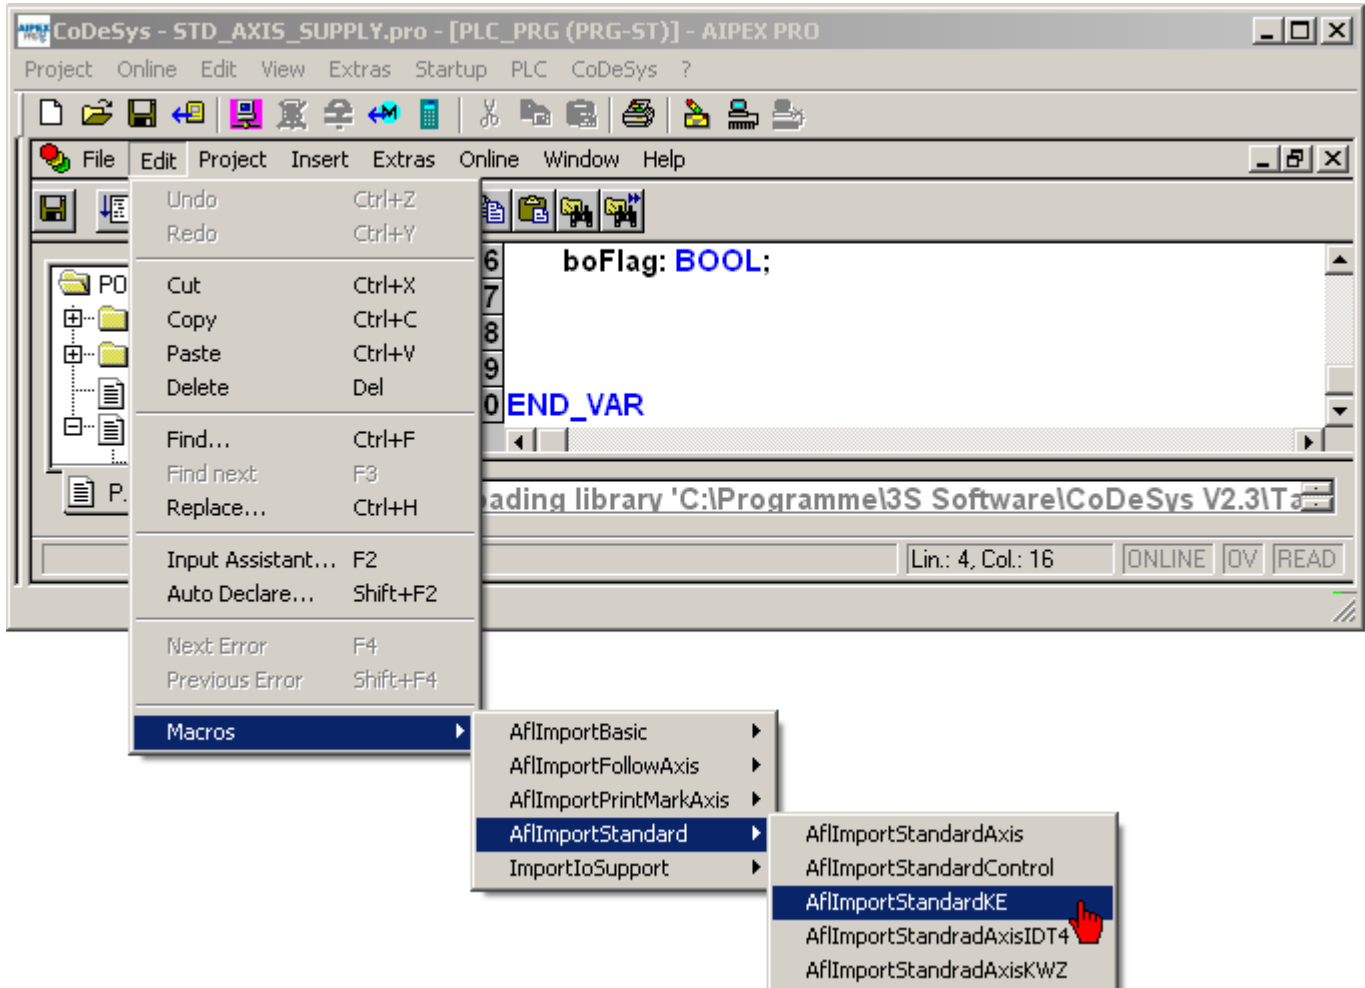 CoDeSys - STD_AXIS_SUPPLY.pro - [PLC_PRG (PRG-ST)] - AIPEX PRO
Project Online Edit View Extras Startup PLC CoDeSys ?
File Edit Project Insert Extras Online Window Help
Undo Ctrl+Z
Redo Ctrl+Y
6 boFlag: BOOL;
PO
Cut Ctrl+X
7
Copy Ctrl+C
8
Paste Ctrl+V
9
Delete Del
0 END_VAR
Find... Ctrl+F
Find next F3
P.
Replace... Ctrl+H
ading library 'C:\Programme\3S Software\CoDeSys V2.3\Ta
Input Assistant... F2
Lin.: 4, Col.: 16 ONLINE OV READ
Auto Declare... Shift+F2
Next Error F4
Previous Error Shift+F4
Macros
AflImportBasic
AflImportFollowAxis
AflImportPrintMarkAxis
AflImportStandard
ImportIoSupport
AflImportStandardAxis
AflImportStandardControl
AflImportStandardKE
AflImportStandradAxisIDT4
AflImportStandradAxisKWZ